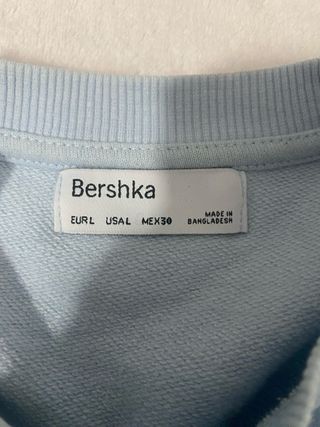 Bershka
EUR L USA L MEX 30 MADE IN
BANGLADESH